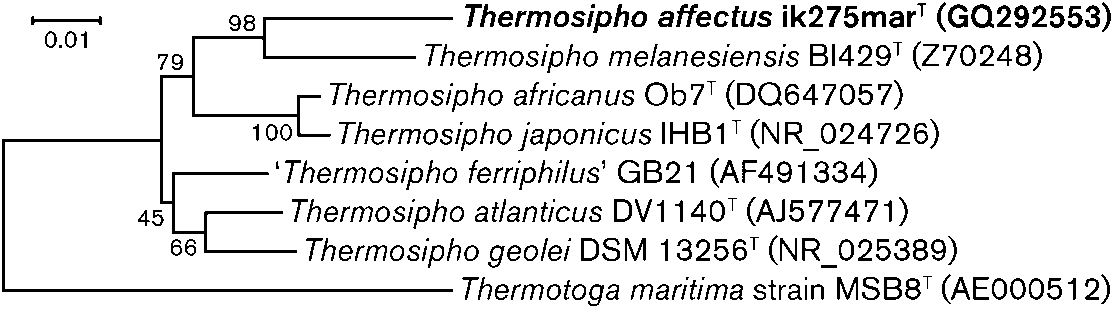 98 Thermosipho affectus ik275marᵀ (GQ292553)
0.01
79 Thermosipho melanesiensis BI429ᵀ (Z70248)
Thermosipho africanus Ob7ᵀ (DQ647057)
100 Thermosipho japonicus IHB1ᵀ (NR_024726)
‘Thermosipho ferriphilus’ GB21 (AF491334)
45 Thermosipho atlanticus DV1140ᵀ (AJ577471)
66 Thermosipho geolei DSM 13256ᵀ (NR_025389)
Thermotoga maritima strain MSB8ᵀ (AE000512)